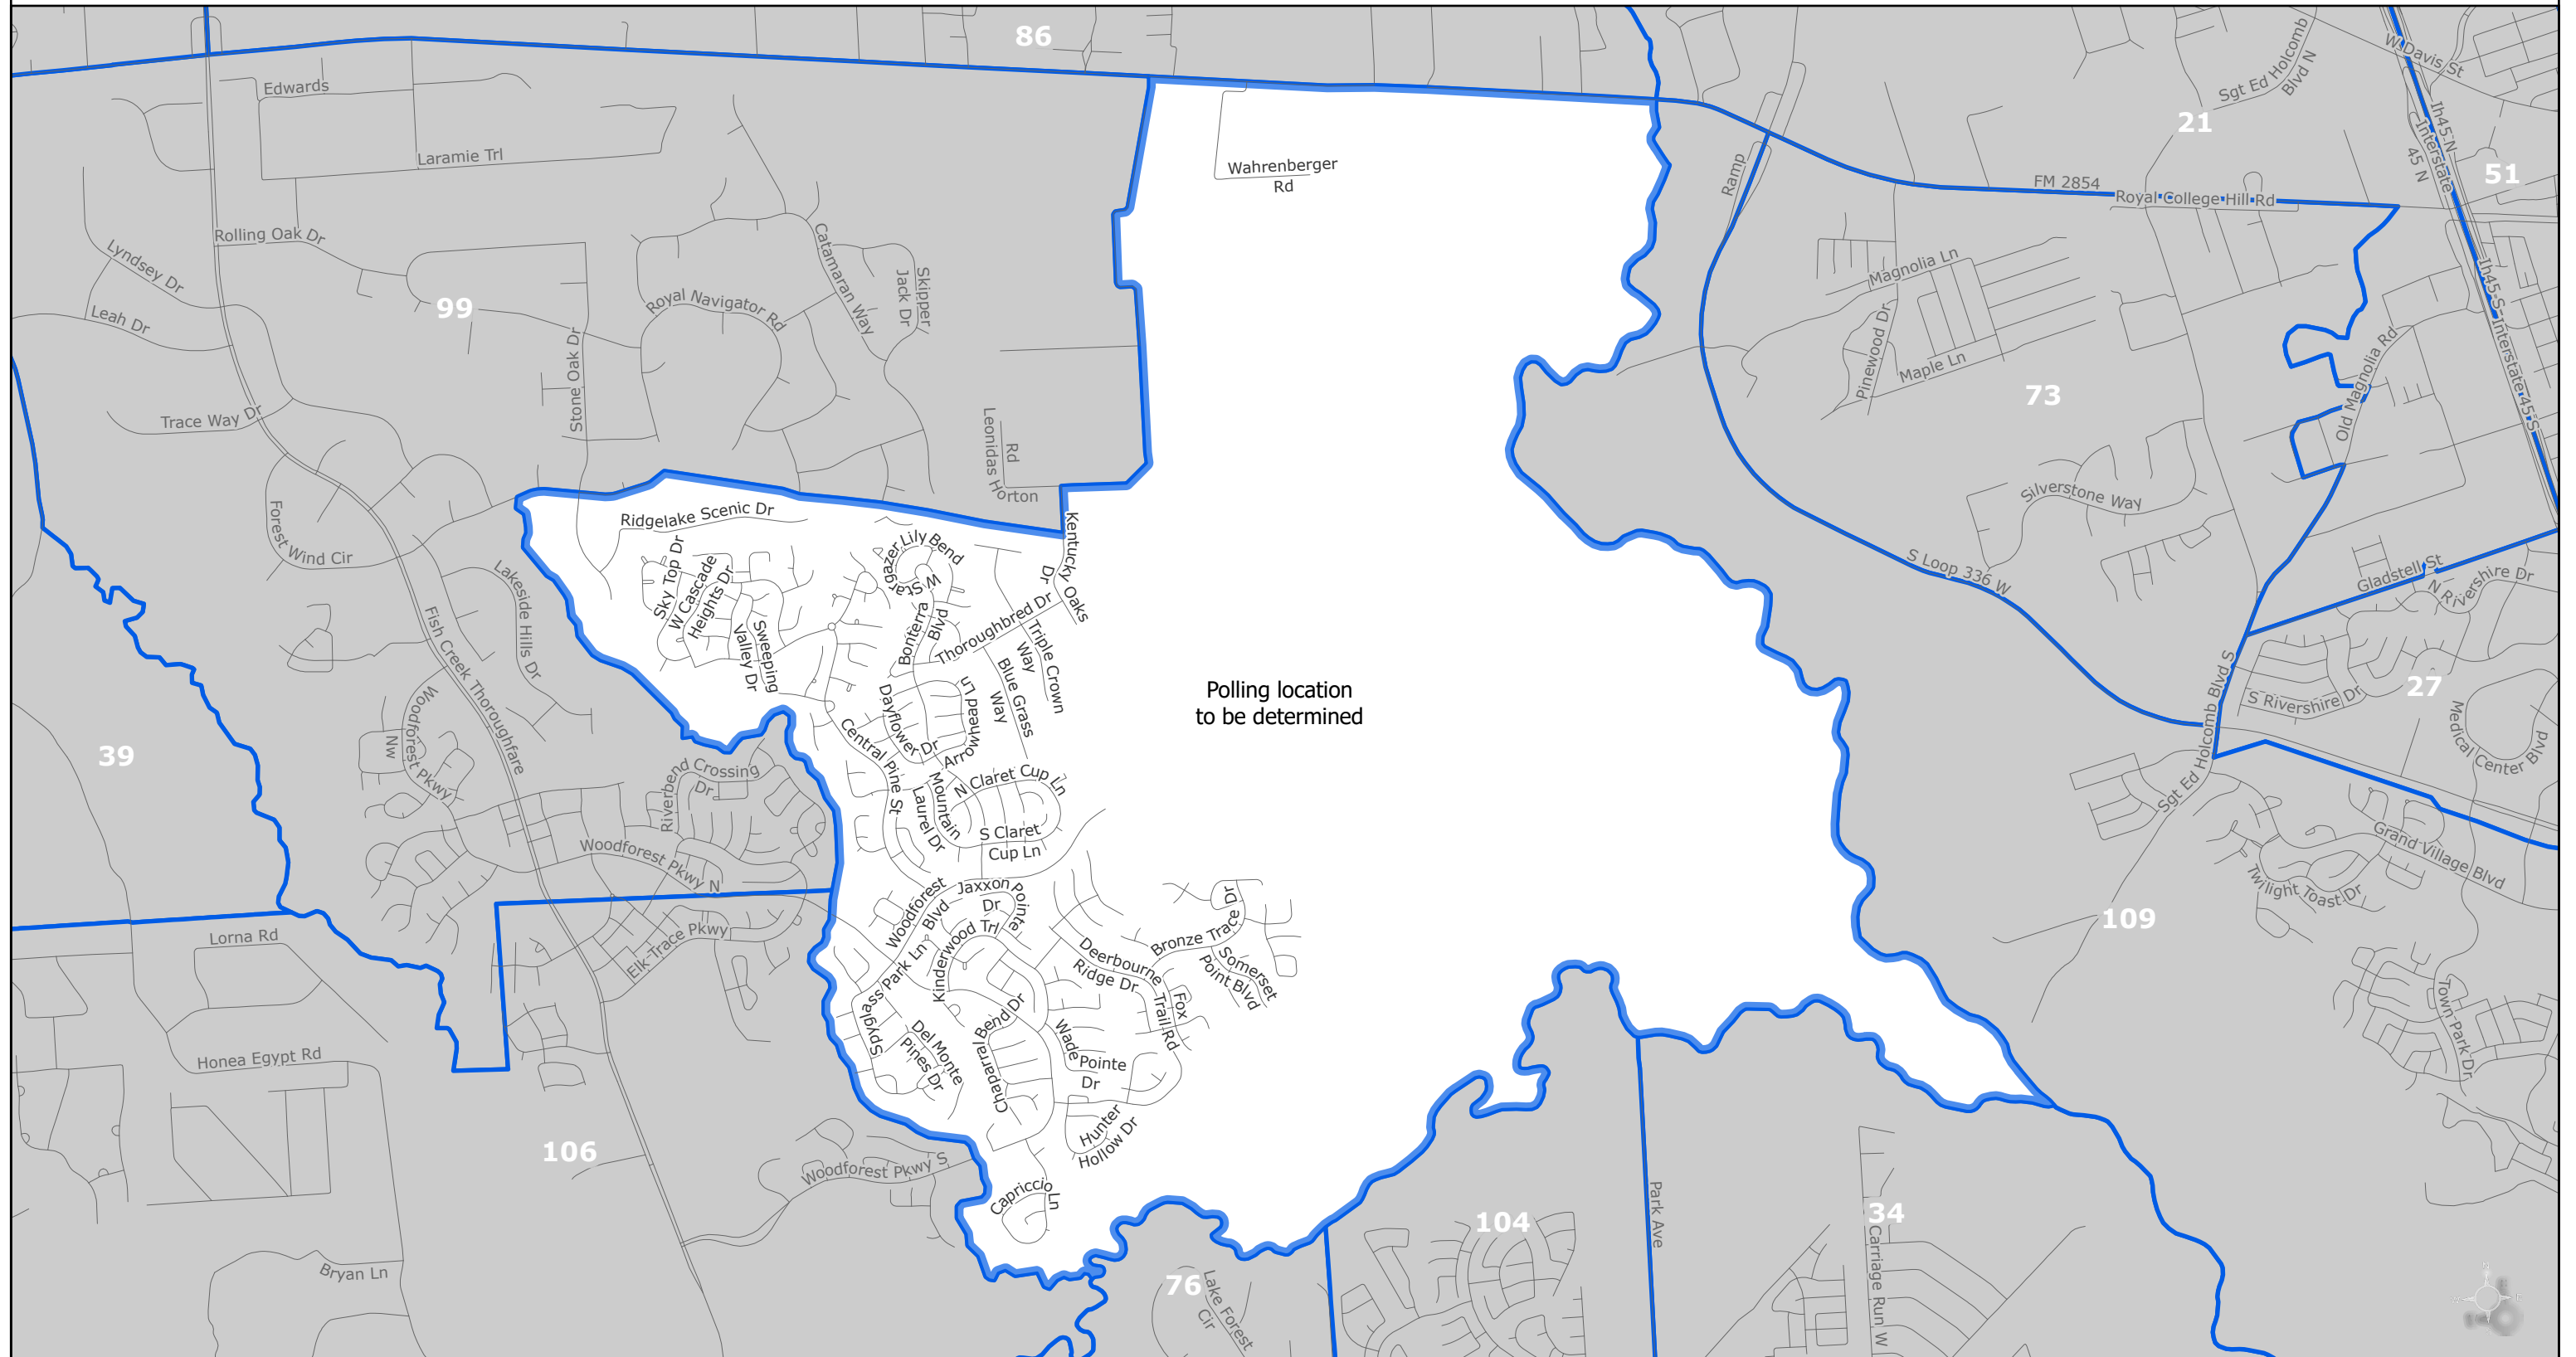 86
Edwards
Laramie Trl
Rolling Oak Dr
Lyndsey Dr
Leah Dr
99
Royal Navigator Rd
Catamaran Way
Skipper
Jack Dr
Stone Oak Dr
Trace Way Dr
Leonidas Horton
Rd
Forest Wind Cir
Lakeside Hills Dr
Fish Creek Thoroughfare
Wahrenberger
Rd
Ramp
Sgt Ed Holcomb
Blvd N
W Davis St
21
51
Ih45-N
Interstate
45 N
FM 2854
Royal College Hill Rd
Ih45-S-Interstate-45-S
Magnolia Ln
Pinewood Dr
Maple Ln
73
Old Magnolia Rd
Silverstone Way
S Loop 336 W
Gladstell St
N Rivershire Dr
S Rivershire Dr
27
Medical Center Blvd
Sgt Ed Holcomb Blvd S
Grand Village Blvd
Twilight Toast Dr
109
Town Park Dr
Ridgelake Scenic Dr
Sky Top Dr
W Cascade
Heights Dr
Sweeping
Valley Dr
W Stargazer Lily Bend
Bonterra
Blvd
Kentucky Oaks
Dr
Thoroughbred Dr
Triple Crown
Way
Blue Grass
Way
Dayflower Dr
Arrowhead Ln
Central Pine St
Mountain
Laurel Dr
N Claret Cup Ln
S Claret
Cup Ln
Polling location
to be determined
39
Woodforest Pkwy
Nw
Riverbend Crossing
Dr
Woodforest Pkwy N
Elk Trace Pkwy
Lorna Rd
Honea Egypt Rd
106
Bryan Ln
Woodforest Pkwy S
Woodforest
Blvd
Jaxxon Pointe
Dr
Kinderwood Trl
Spyglass Park Ln
Del Monte
Pines Dr
Chaparral Bend Dr
Deerbourne
Ridge Dr
Bronze Trace Dr
Somerset
Point Blvd
Fox
Trail Rd
Wade Pointe
Dr
Hunter
Hollow Dr
Capriccio Ln
76
Lake Forest
Cir
104
Park Ave
34
Carriage Run W